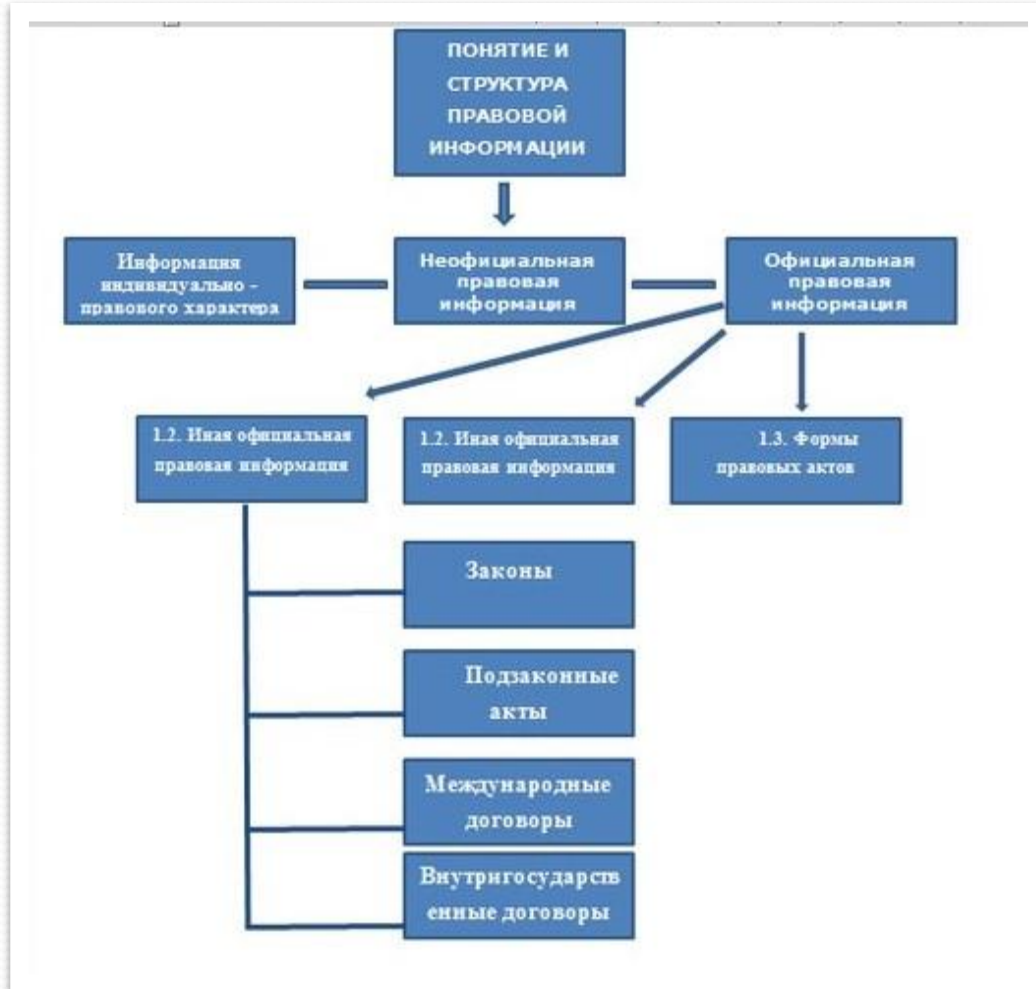 ПОНЯТИЕ И
СТРУКТУРА
ПРАВОВОЙ
ИНФОРМАЦИИ
Информация
индивидуально –
правового характера
Неофициальная
правовая
информация
Официальная
правовая
информация
1.2. Иная официальная
правовая информация
1.2. Иная официальная
правовая информация
1.3. Формы
правовых актов
Законы
Подзаконные
акты
Международные
договоры
Внутригосударств
енные договоры